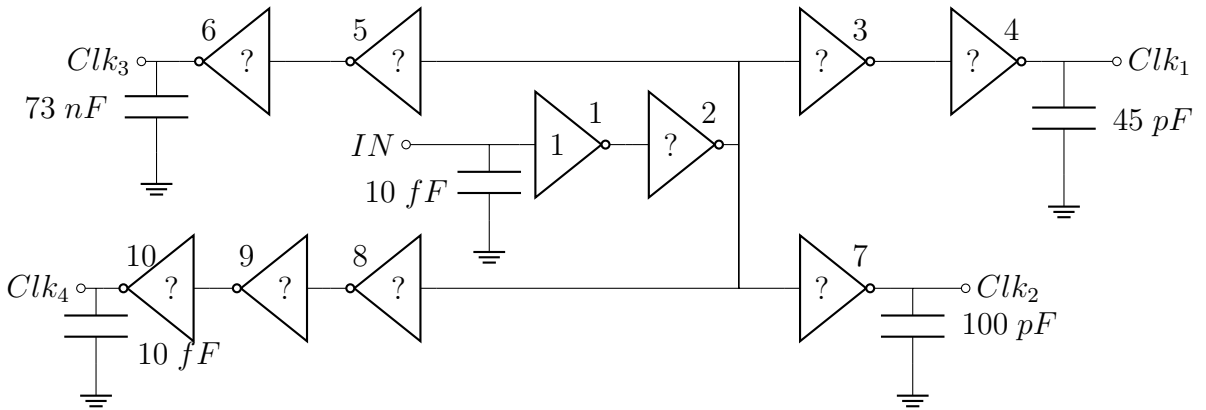 6 5 3 4
Clk₃ ? ? ? ? Clk₁
73 nF 1 2 45 pF
IN 1 ?
10 fF
10 9 8 7
Clk₄ ? ? ? ? Clk₂
10 fF 100 pF